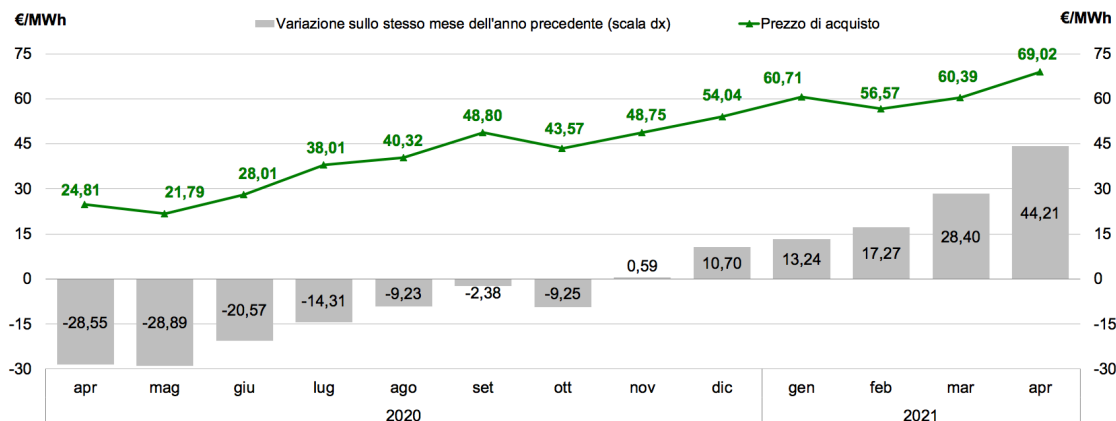 €/MWh €/MWh
Variazione sullo stesso mese dell'anno precedente (scala dx) Prezzo di acquisto
75 75
69,02
60,71 60,39
60 56,57 60
54,04
48,80 48,75
45 43,57 45
40,32
38,01
30 28,01 30
24,81 21,79
44,21
28,40
15 17,27 15
13,24
10,70
0,59
0 0
-2,38
-9,23 -9,25
-14,31
-15 -20,57 -15
-28,55 -28,89
-30 -30
apr mag giu lug ago set ott nov dic gen feb mar apr
2020 2021